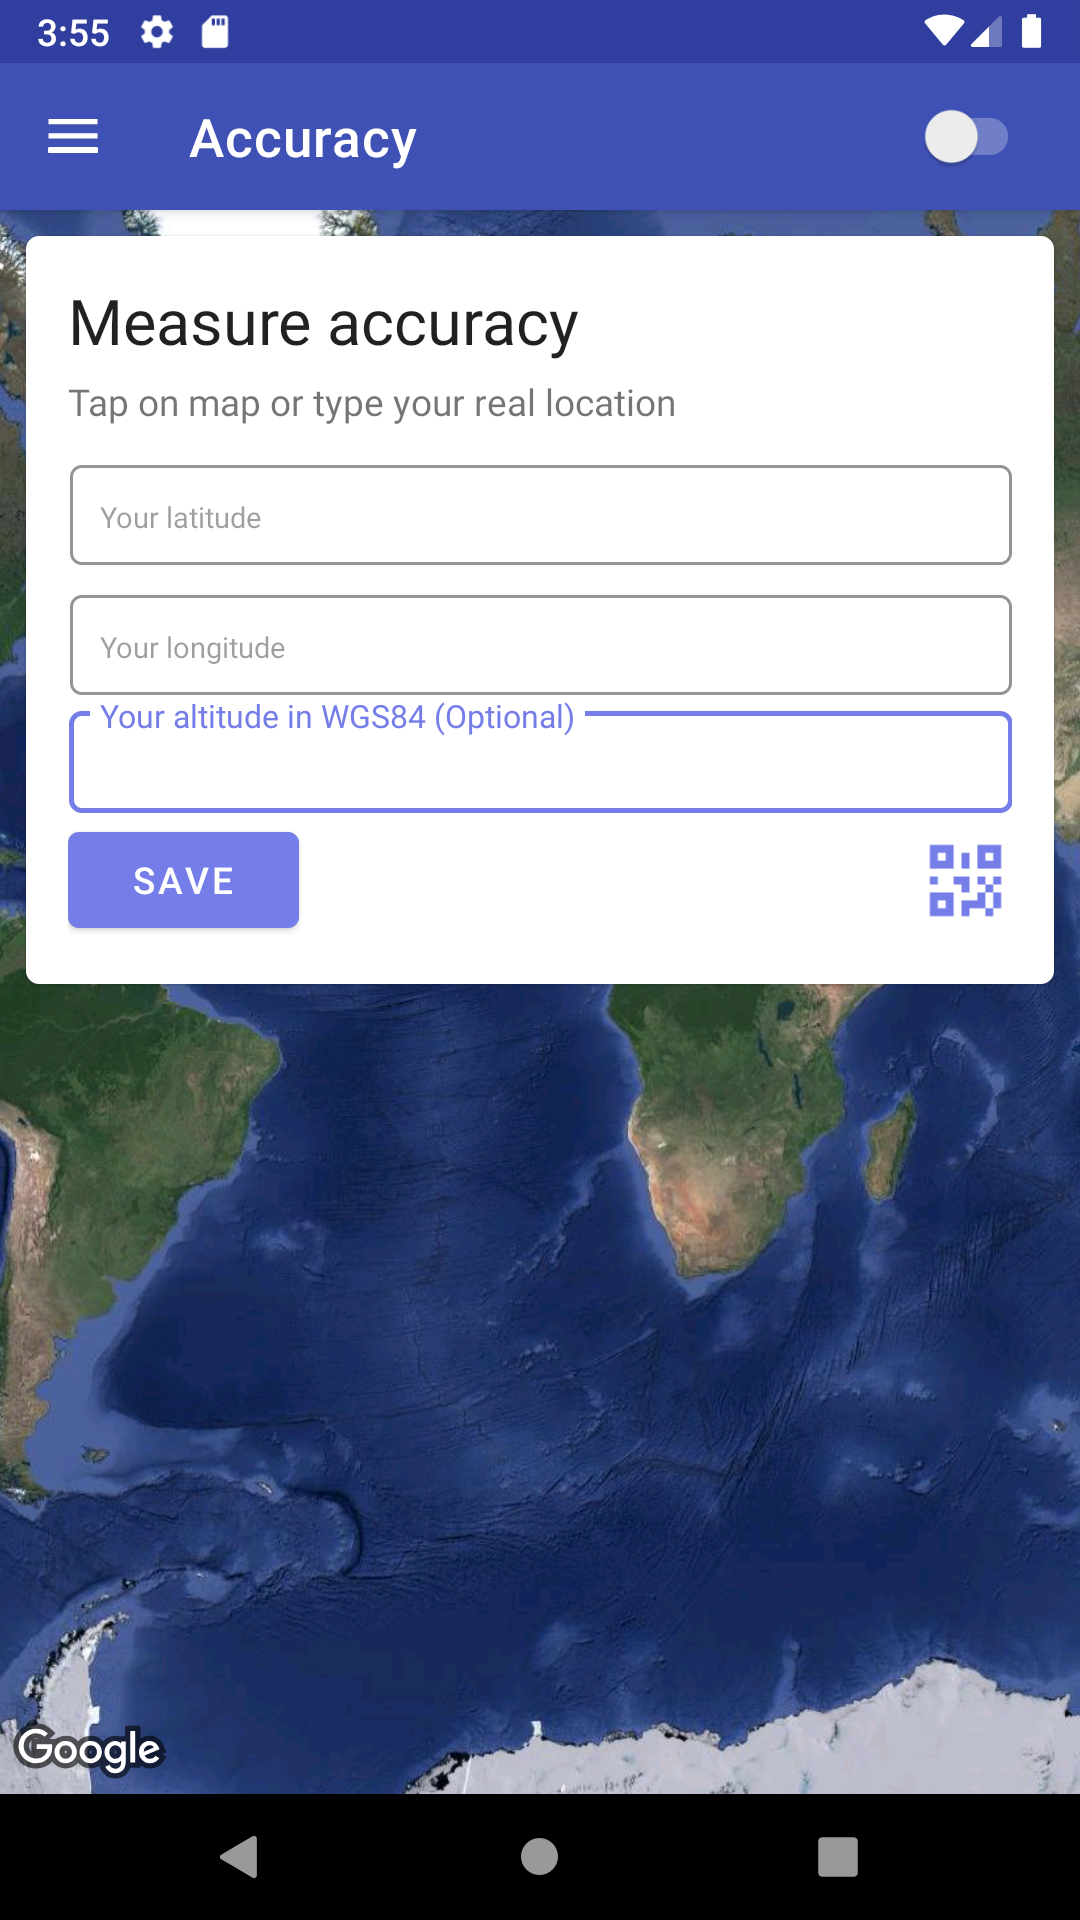 3:55
Accuracy
Measure accuracy
Tap on map or type your real location
Your latitude
Your longitude
Your altitude in WGS84 (Optional)
SAVE
Google